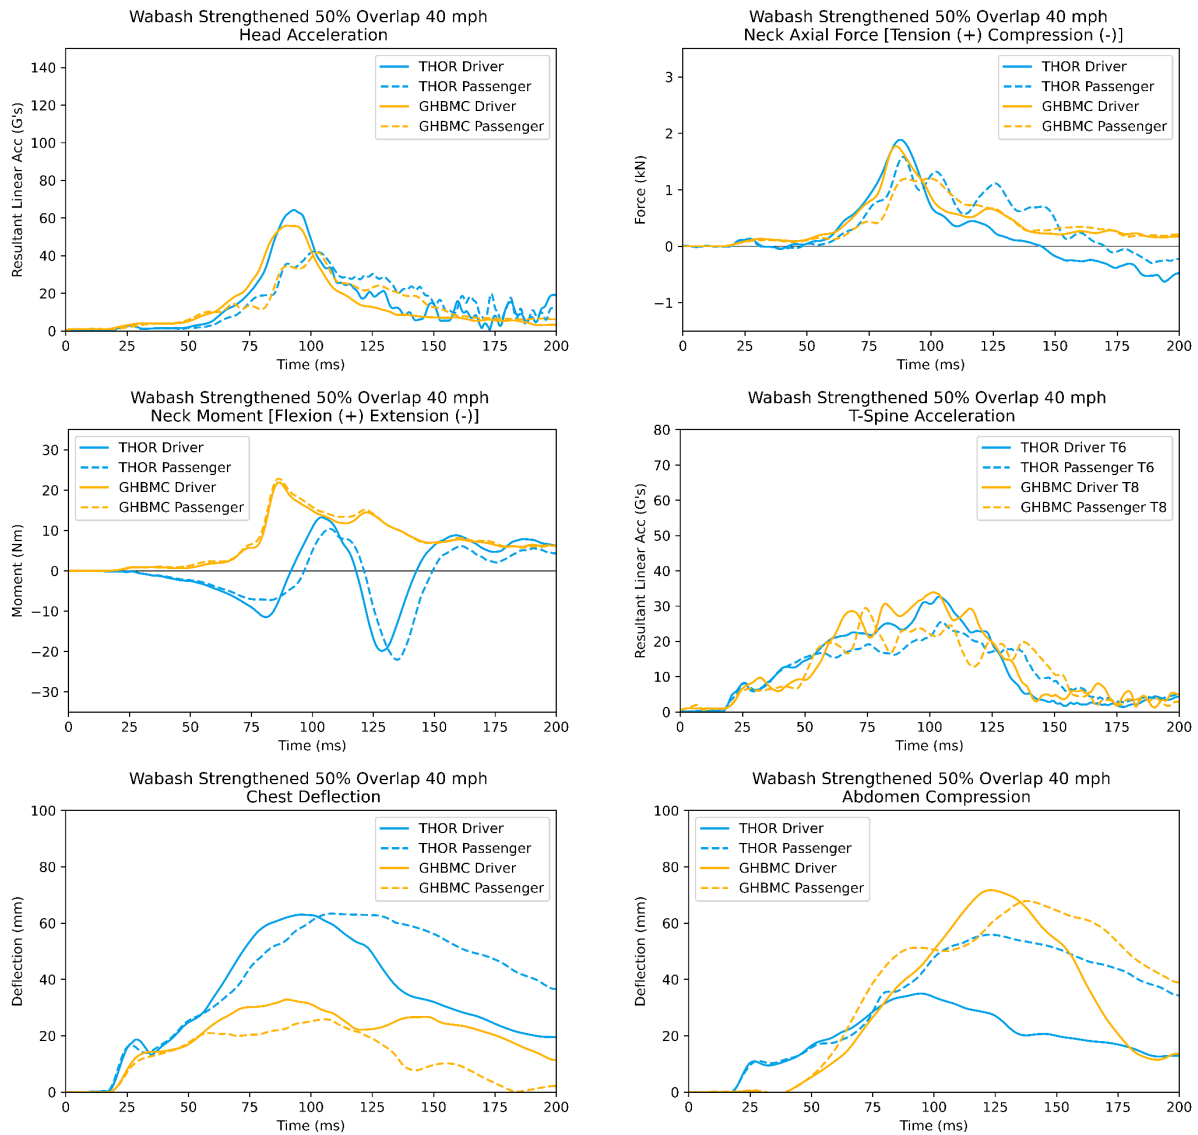 Wabash Strengthened 50% Overlap 40 mph
Head Acceleration
Resultant Linear Acc (G's)
140
120
100
80
60
40
20
0
THOR Driver
THOR Passenger
GHBMC Driver
GHBMC Passenger
0 25 50 75 100 125 150 175 200
Time (ms)
Wabash Strengthened 50% Overlap 40 mph
Neck Axial Force [Tension (+) Compression (-)]
Force (kN)
3
2
1
0
−1
THOR Driver
THOR Passenger
GHBMC Driver
GHBMC Passenger
0 25 50 75 100 125 150 175 200
Time (ms)
Wabash Strengthened 50% Overlap 40 mph
Neck Moment [Flexion (+) Extension (-)]
Moment (Nm)
30
20
10
0
−10
−20
−30
THOR Driver
THOR Passenger
GHBMC Driver
GHBMC Passenger
0 25 50 75 100 125 150 175 200
Time (ms)
Wabash Strengthened 50% Overlap 40 mph
T-Spine Acceleration
Resultant Linear Acc (G's)
80
70
60
50
40
30
20
10
0
THOR Driver T6
THOR Passenger T6
GHBMC Driver T8
GHBMC Passenger T8
0 25 50 75 100 125 150 175 200
Time (ms)
Wabash Strengthened 50% Overlap 40 mph
Chest Deflection
Deflection (mm)
100
80
60
40
20
0
THOR Driver
THOR Passenger
GHBMC Driver
GHBMC Passenger
0 25 50 75 100 125 150 175 200
Time (ms)
Wabash Strengthened 50% Overlap 40 mph
Abdomen Compression
Deflection (mm)
100
80
60
40
20
0
THOR Driver
THOR Passenger
GHBMC Driver
GHBMC Passenger
0 25 50 75 100 125 150 175 200
Time (ms)